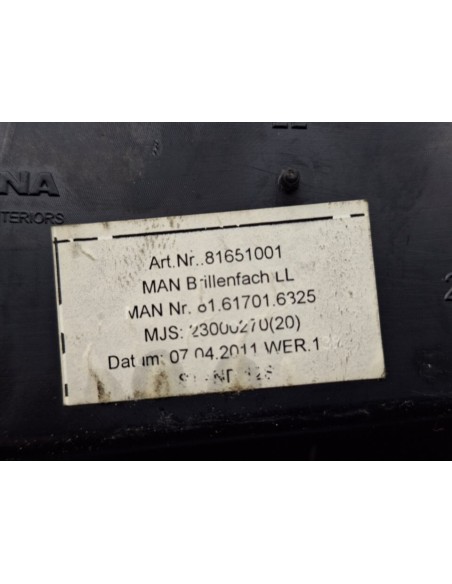 NA
TERIORS
Art.Nr.:81651001
MAN Brillenfach LL
MAN Nr. 81.61701.6325
MJS: 23000270(20)
Datum: 07.04.2011 WER.1